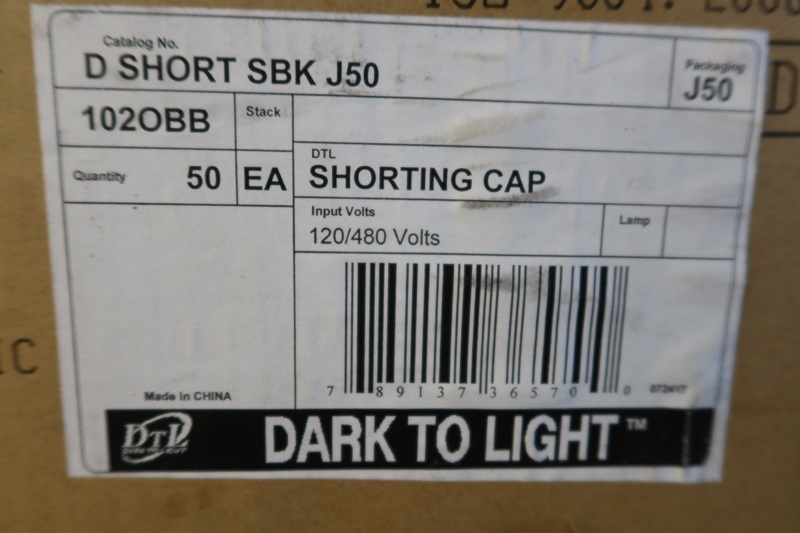 Catalog No.
D SHORT SBK J50
Packaging
J50
102OBB
Stack
Quantity 50 EA
DTL
SHORTING CAP
Input Volts
120/480 Volts
Lamp
7 89137 36570 0
Made In CHINA
DTL
DARK TO LIGHT™
IC
D